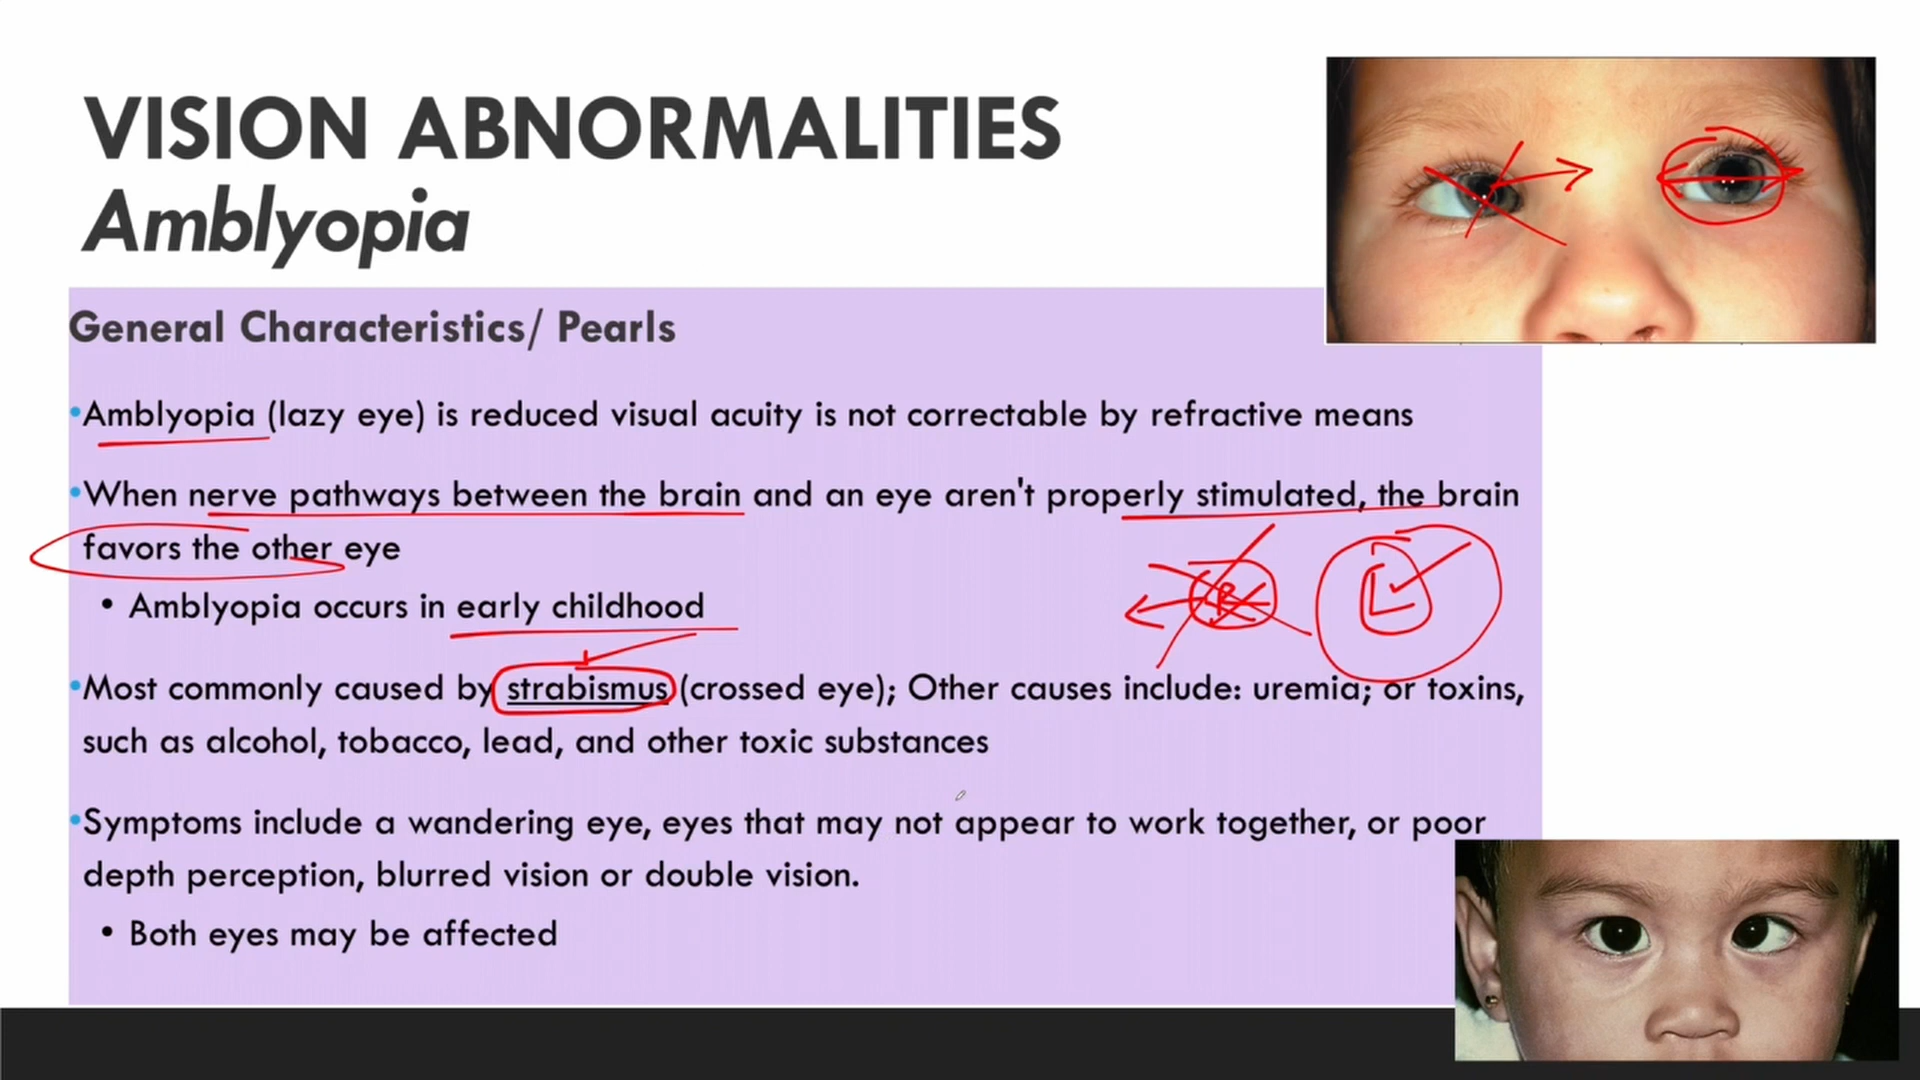 VISION ABNORMALITIES
Amblyopia
General Characteristics/ Pearls
•Amblyopia (lazy eye) is reduced visual acuity is not correctable by refractive means
•When nerve pathways between the brain and an eye aren't properly stimulated, the brain
favors the other eye
• Amblyopia occurs in early childhood
R L
•Most commonly caused by strabismus (crossed eye); Other causes include: uremia; or toxins,
such as alcohol, tobacco, lead, and other toxic substances
•Symptoms include a wandering eye, eyes that may not appear to work together, or poor
depth perception, blurred vision or double vision.
• Both eyes may be affected